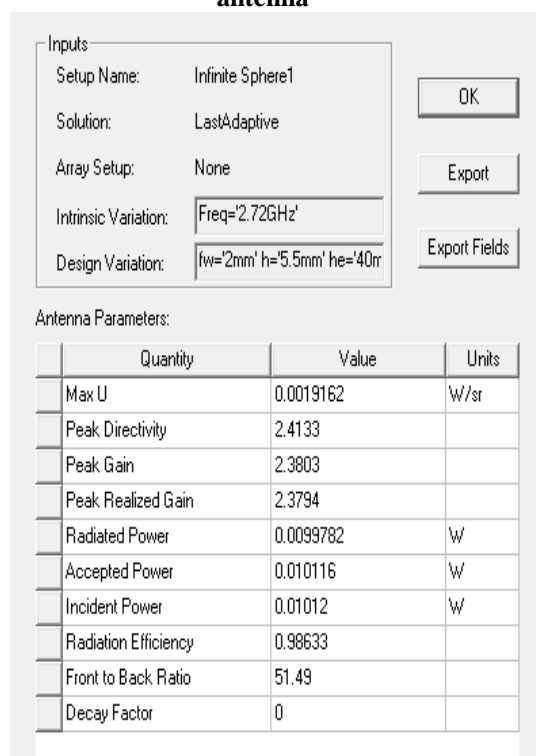 antenna
Inputs
Setup Name: Infinite Sphere1
OK
Solution: LastAdaptive
Array Setup: None
Export
Intrinsic Variation: Freq='2.72GHz'
Export Fields
Design Variation: fw='2mm' h='5.5mm' he='40m
Antenna Parameters:
Quantity Value Units
Max U 0.0019162 W/sr
Peak Directivity 2.4133
Peak Gain 2.3803
Peak Realized Gain 2.3794
Radiated Power 0.0099782 W
Accepted Power 0.010116 W
Incident Power 0.01012 W
Radiation Efficiency 0.98633
Front to Back Ratio 51.49
Decay Factor 0